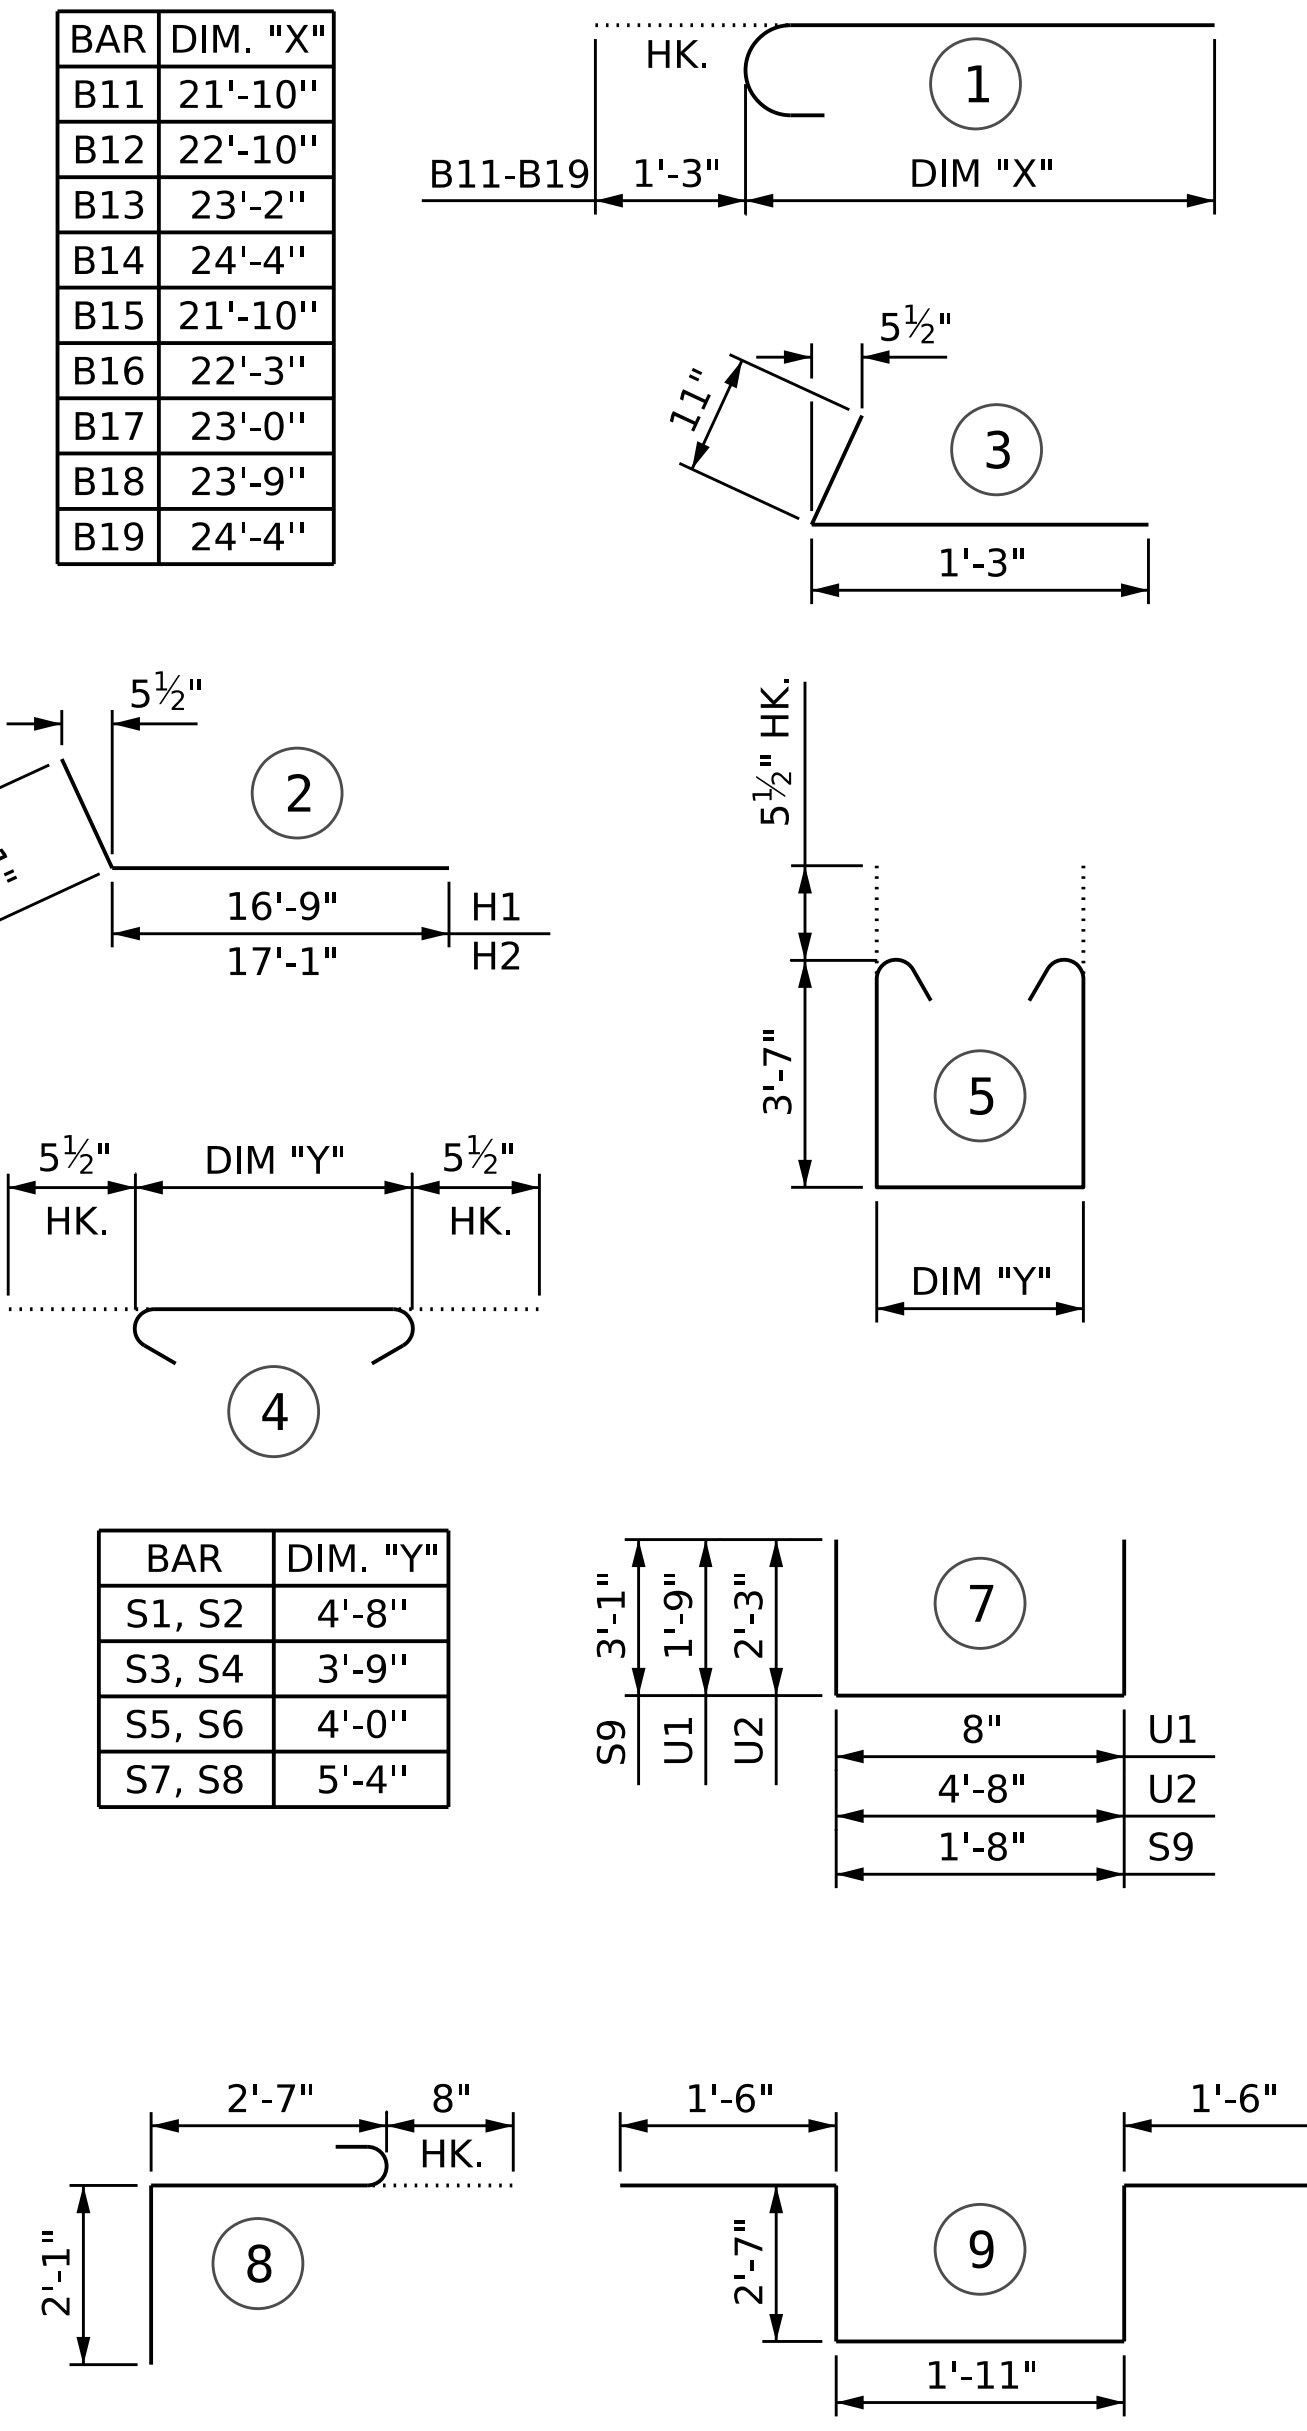 BAR DIM. "X"
B11 21'-10''
B12 22'-10''
B13 23'-2''
B14 24'-4''
B15 21'-10''
B16 22'-3''
B17 23'-0''
B18 23'-9''
B19 24'-4''
HK.
1
B11-B19 1'-3" DIM "X"
5½"
11"
3
1'-3"
5½"
2
16'-9" H1
17'-1" H2
5½" HK.
3'-7"
5
DIM "Y"
5½" DIM "Y" 5½"
HK. HK.
4
BAR DIM. "Y"
S1, S2 4'-8''
S3, S4 3'-9''
S5, S6 4'-0''
S7, S8 5'-4''
3'-1" 1'-9" 2'-3"
7
S9 U1 U2
8" U1
4'-8" U2
1'-8" S9
2'-7" 8"
HK.
2'-1"
8
1'-6" 1'-6"
2'-7"
9
1'-11"